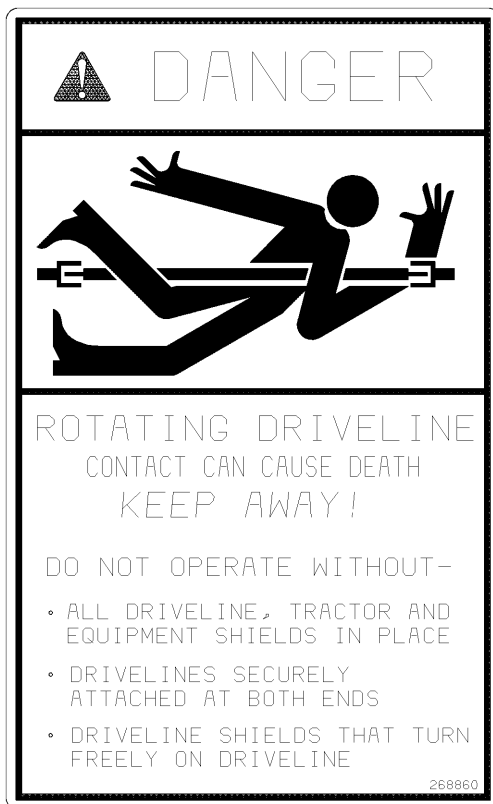 DANGER
ROTATING DRIVELINE
CONTACT CAN CAUSE DEATH
KEEP AWAY!
DO NOT OPERATE WITHOUT-
• ALL DRIVELINE, TRACTOR AND
EQUIPMENT SHIELDS IN PLACE
• DRIVELINES SECURELY
ATTACHED AT BOTH ENDS
• DRIVELINE SHIELDS THAT TURN
FREELY ON DRIVELINE
268860